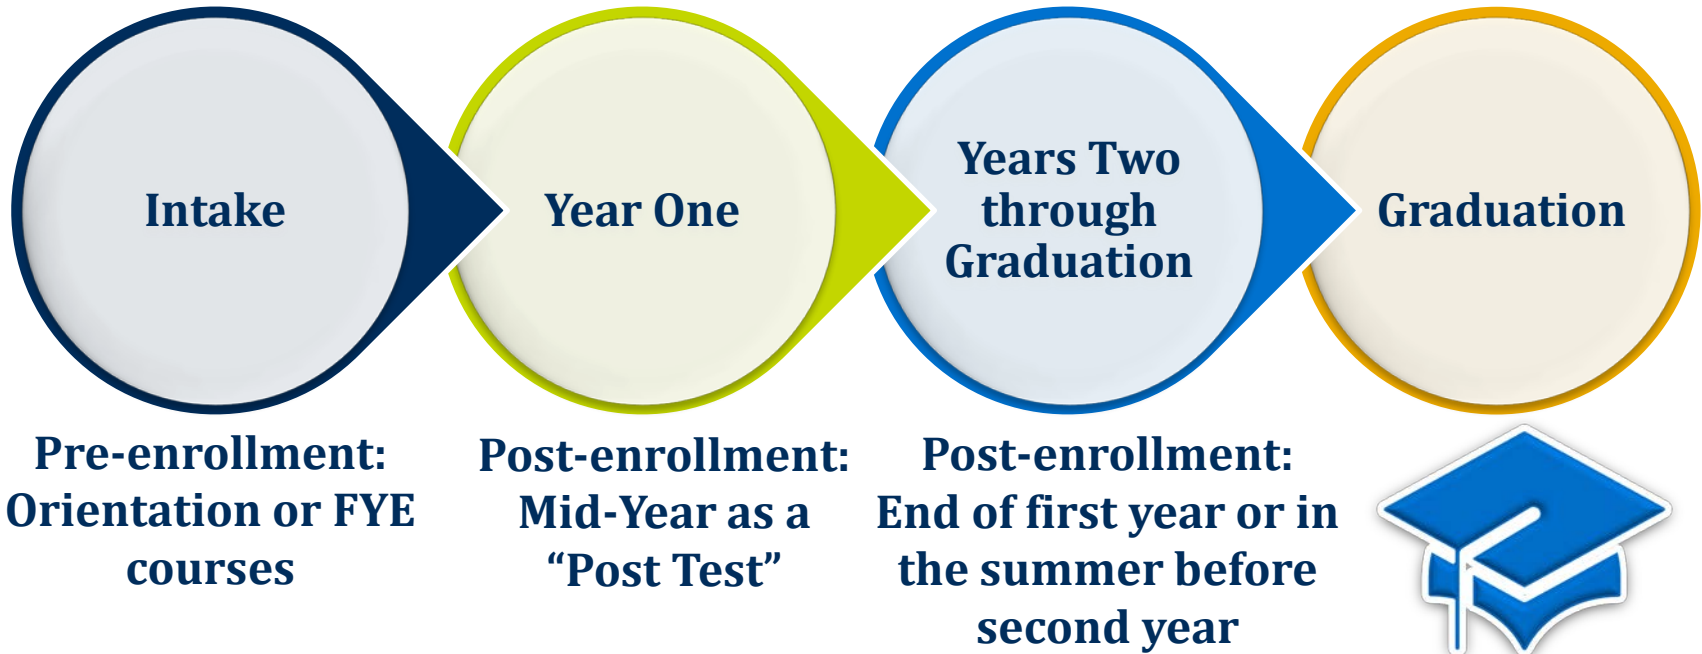 Intake
Year One
Years Two
through
Graduation
Graduation
Pre-enrollment:
Orientation or FYE
courses
Post-enrollment:
Mid-Year as a
“Post Test”
Post-enrollment:
End of first year or in
the summer before
second year